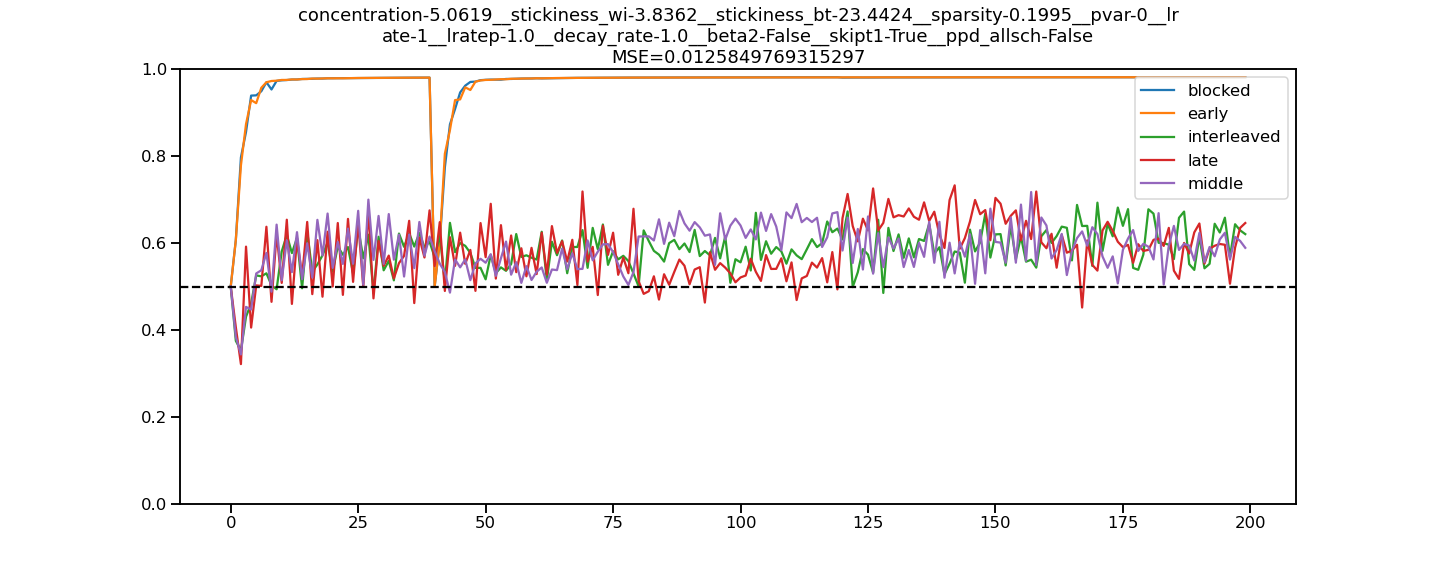 concentration-5.0619__stickiness_wi-3.8362__stickiness_bt-23.4424__sparsity-0.1995__pvar-0__lr
ate-1__lratep-1.0__decay_rate-1.0__beta2-False__skipt1-True__ppd_allsch-False
MSE=0.0125849769315297
1.0
0.8
0.6
0.4
0.2
0.0
blocked
early
interleaved
late
middle
0 25 50 75 100 125 150 175 200